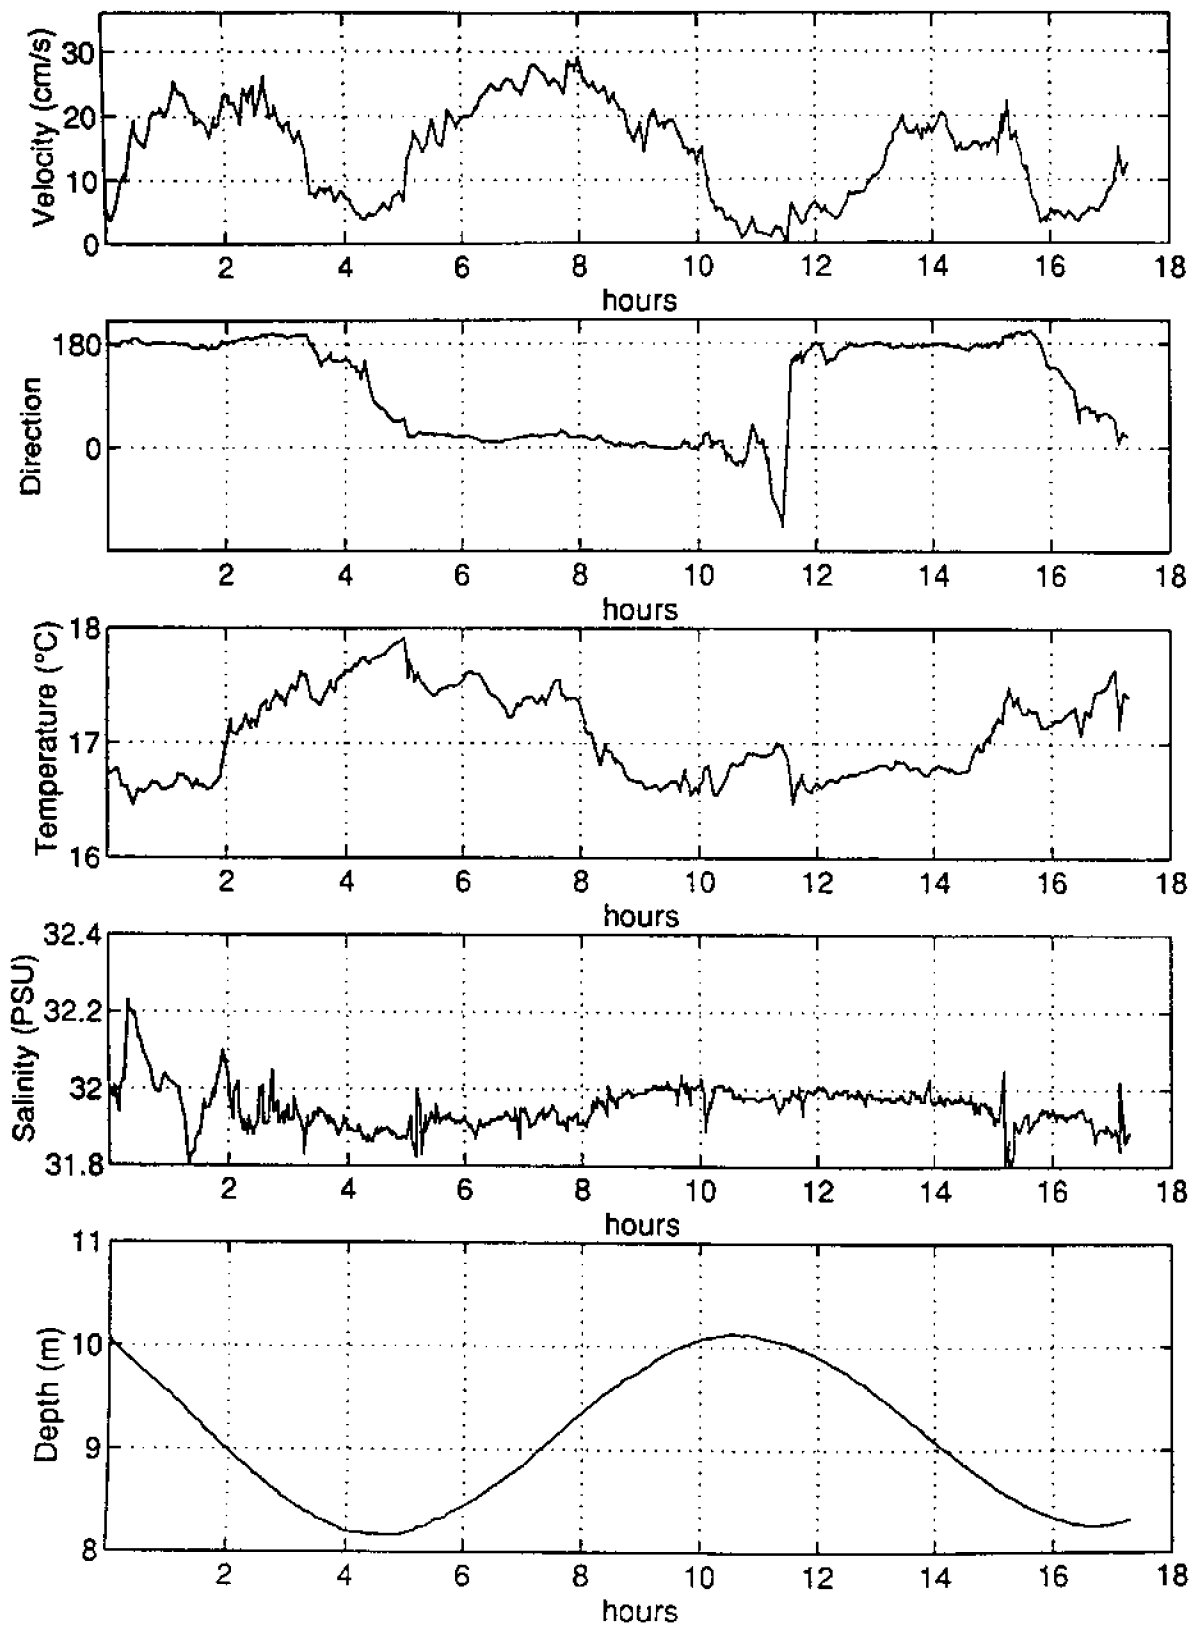 Velocity (cm/s)
30
20
10
0
2 4 6 8 10 12 14 16 18
hours
Direction
180
0
2 4 6 8 10 12 14 16 18
hours
Temperature (°C)
18
17
16
2 4 6 8 10 12 14 16 18
hours
Salinity (PSU)
32.4
32.2
32
31.8
2 4 6 8 10 12 14 16 18
hours
Depth (m)
11
10
9
8
2 4 6 8 10 12 14 16 18
hours